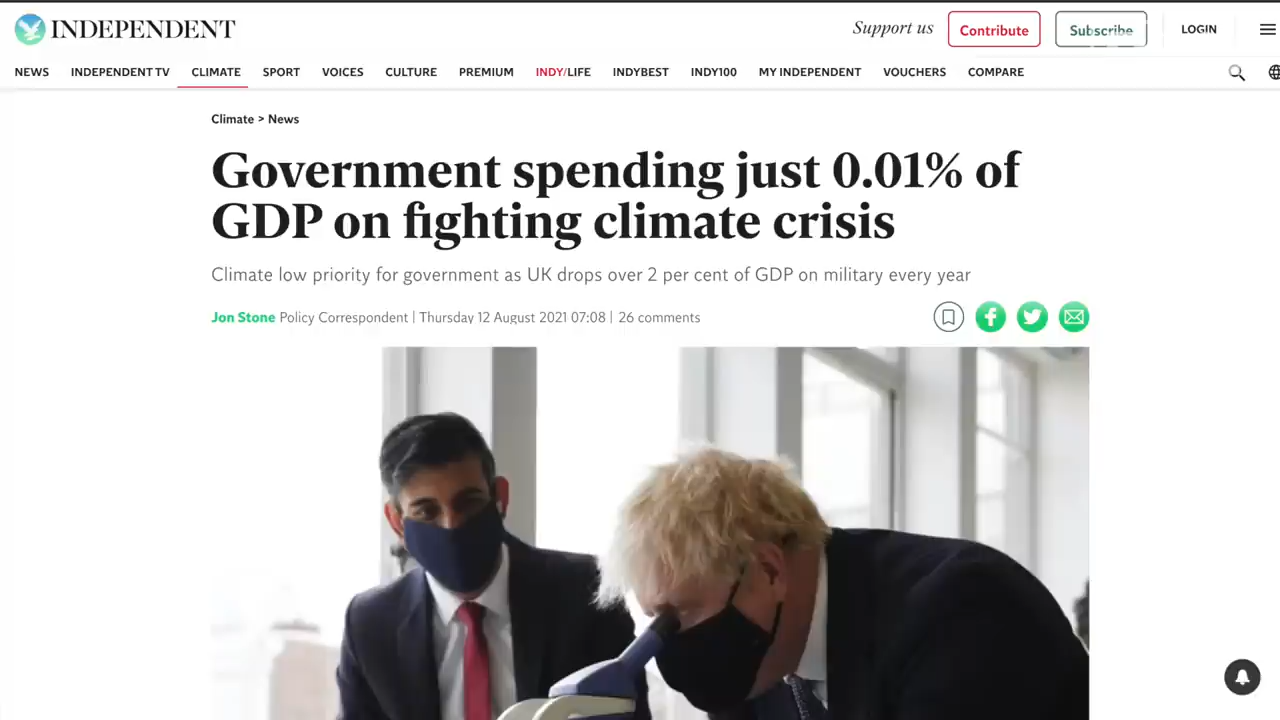 INDEPENDENT
Support us
Contribute
Subscribe
LOGIN
NEWS INDEPENDENT TV CLIMATE SPORT VOICES CULTURE PREMIUM INDY/LIFE INDYBEST INDY100 MY INDEPENDENT VOUCHERS COMPARE
Climate > News
Government spending just 0.01% of
GDP on fighting climate crisis
Climate low priority for government as UK drops over 2 per cent of GDP on military every year
Jon Stone Policy Correspondent | Thursday 12 August 2021 07:08 | 26 comments